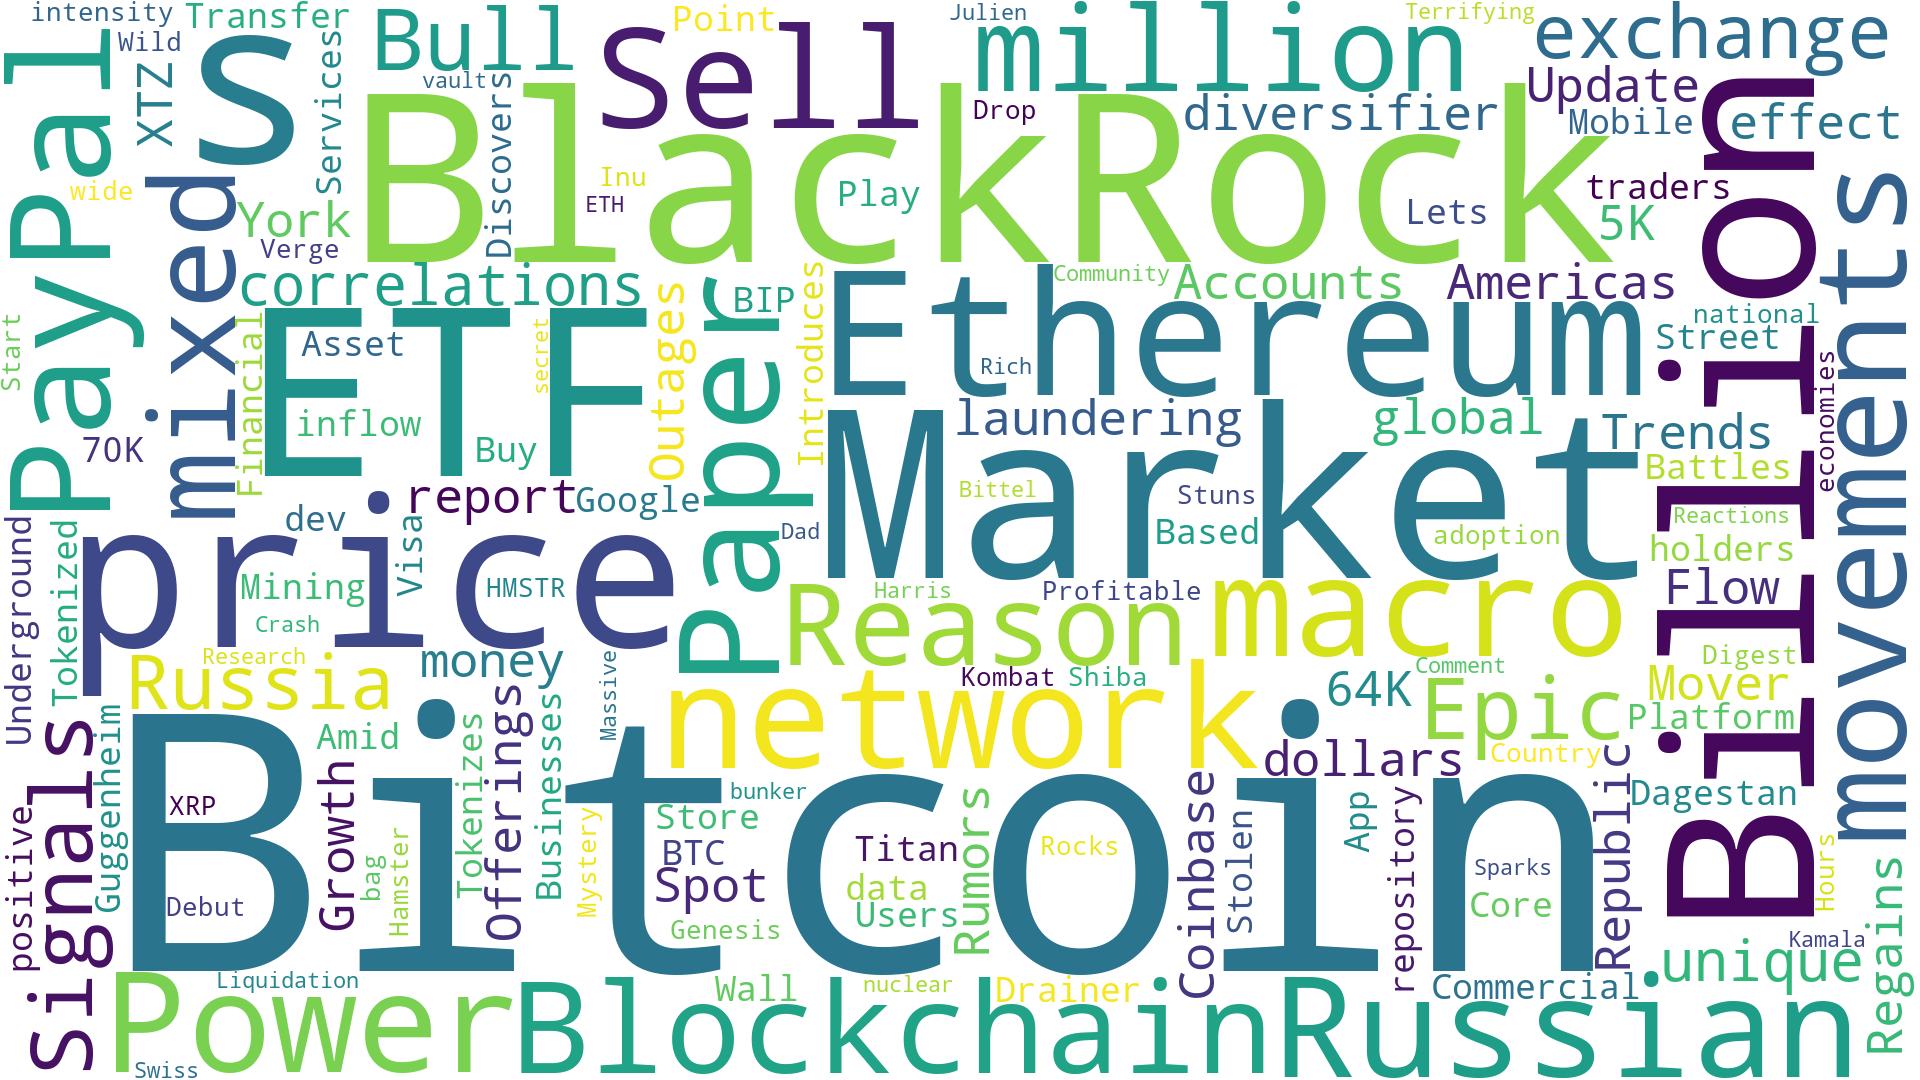 intensity
Transfer
Bull
Sell
Point
Julien
million
Terrifying
exchange
Wild
XTZ
S
Services
vault
Discovers
BlackRock
Drop
diversifier
Update
Mobile
effect
PayPal
wide
mixed
York
Verge
Inu
ETH
Play
Lets
traders
5K
Billion
movements
correlations
ETF
Asset
secret
Outages
Paper
BIP
Introduces
Ethereum
Community
Accounts
Americas
national
Street
economies
Start
Financial
inflow
Buy
70K
Rich
Market
laundering
global
Trends
Battles
report
Google
Bittel
Stuns
Based
adoption
Reactions
holders
Flow
Underground
Tokenized
price
dev
Visa
Mining
HMSTR
Crash
Dad
Reason
Harris
Profitable
macro
Russia
Research
money
Massive
network
Kombat
Shiba
64K
Comment
Epic
Digest
Mover
Platform
Signals
Guggenheim
Bitcoin
Amid
Growth
Tokenizes
Offerings
Businesses
dollars
Country
Republic
Dagestan
positive
XRP
Debut
bag
Hamster
Mystery
bunker
Store
BTC
Spot
Genesis
Titan
data
Users
Rumors
Rocks
Coinbase
Stolen
App
repository
Sparks
Core
Hours
Kamala
unique
Regains
Power
Liquidation
Blockchain
Wall
nuclear
Drainer
Russian
Commercial
Swiss